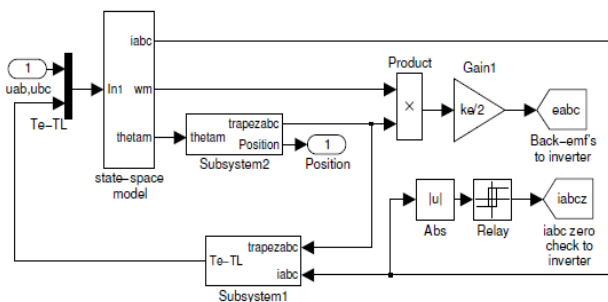 iabc
1
uab,ubc
In1
wm
thetam
Te-TL
state-space
model
thetam
trapezabc
Position
Subsystem2
1
Position
Product
×
Gain1
ke/2
eabc
Back-emf's
to inverter
|u|
Abs
Relay
iabcz
iabc zero
check to
inverter
Te-TL
trapezabc
iabc
Subsystem1